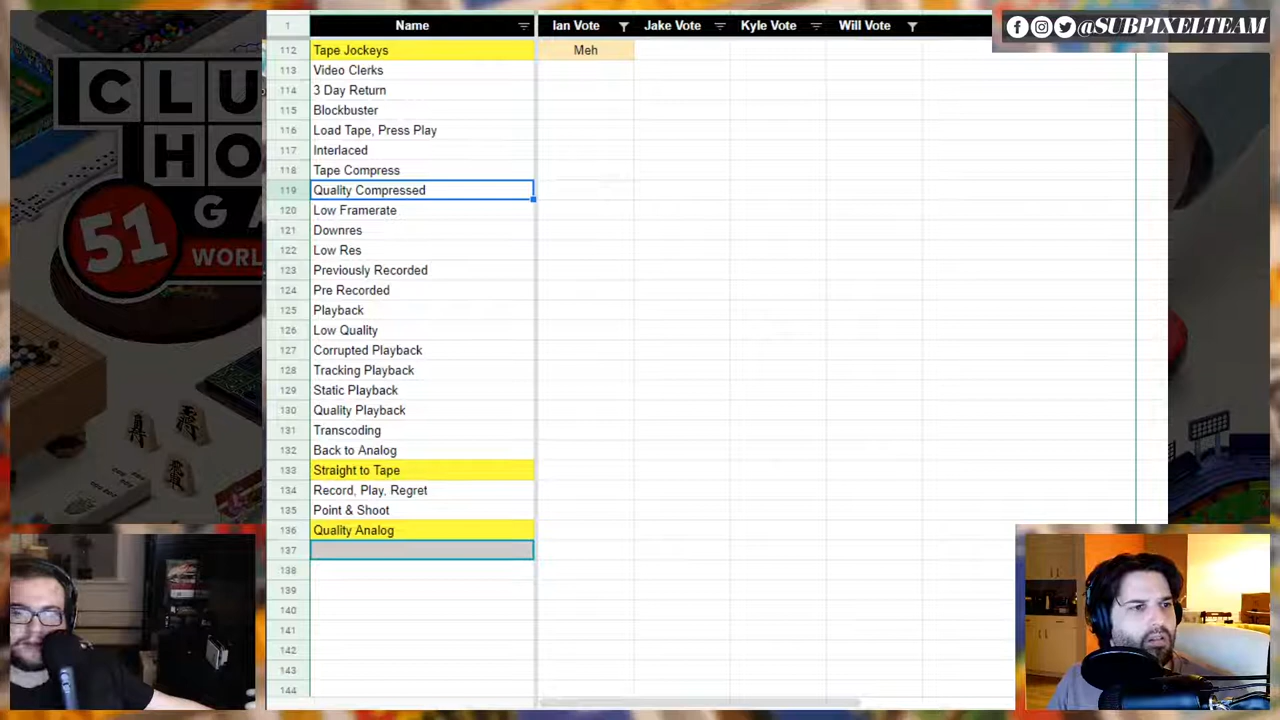 @SUBPIXELTEAM
1 Name Ian Vote Jake Vote Kyle Vote Will Vote
112 Tape Jockeys Meh
113 Video Clerks
114 3 Day Return
115 Blockbuster
116 Load Tape, Press Play
117 Interlaced
118 Tape Compress
119 Quality Compressed
120 Low Framerate
121 Downres
122 Low Res
123 Previously Recorded
124 Pre Recorded
125 Playback
126 Low Quality
127 Corrupted Playback
128 Tracking Playback
129 Static Playback
130 Quality Playback
131 Transcoding
132 Back to Analog
133 Straight to Tape
134 Record, Play, Regret
135 Point & Shoot
136 Quality Analog
137
138
139
140
141
142
143
144
CLU
HO
51
GA
WORL